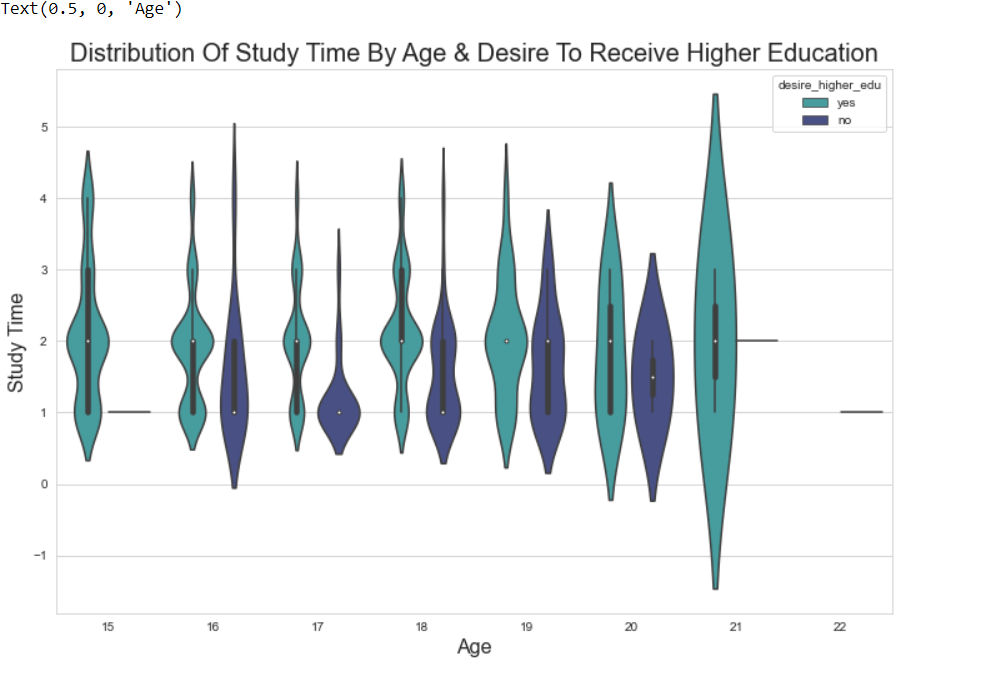 Text(0.5, 0, 'Age')
Distribution Of Study Time By Age & Desire To Receive Higher Education
desire_higher_edu
yes
no
5
4
3
2
1
0
−1
Study Time
15 16 17 18 19 20 21 22
Age